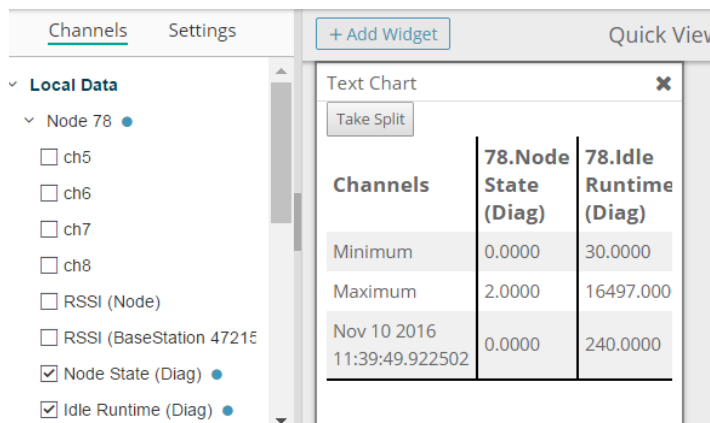 Channels Settings
Local Data
Node 78
ch5
ch6
ch7
ch8
RSSI (Node)
RSSI (BaseStation 47215
Node State (Diag)
Idle Runtime (Diag)
+ Add Widget
Quick View
Text Chart
Take Split
Channels 78.Node State (Diag) 78.Idle Runtime (Diag)
Minimum 0.0000 30.0000
Maximum 2.0000 16497.000
Nov 10 2016 11:39:49.922502 0.0000 240.0000